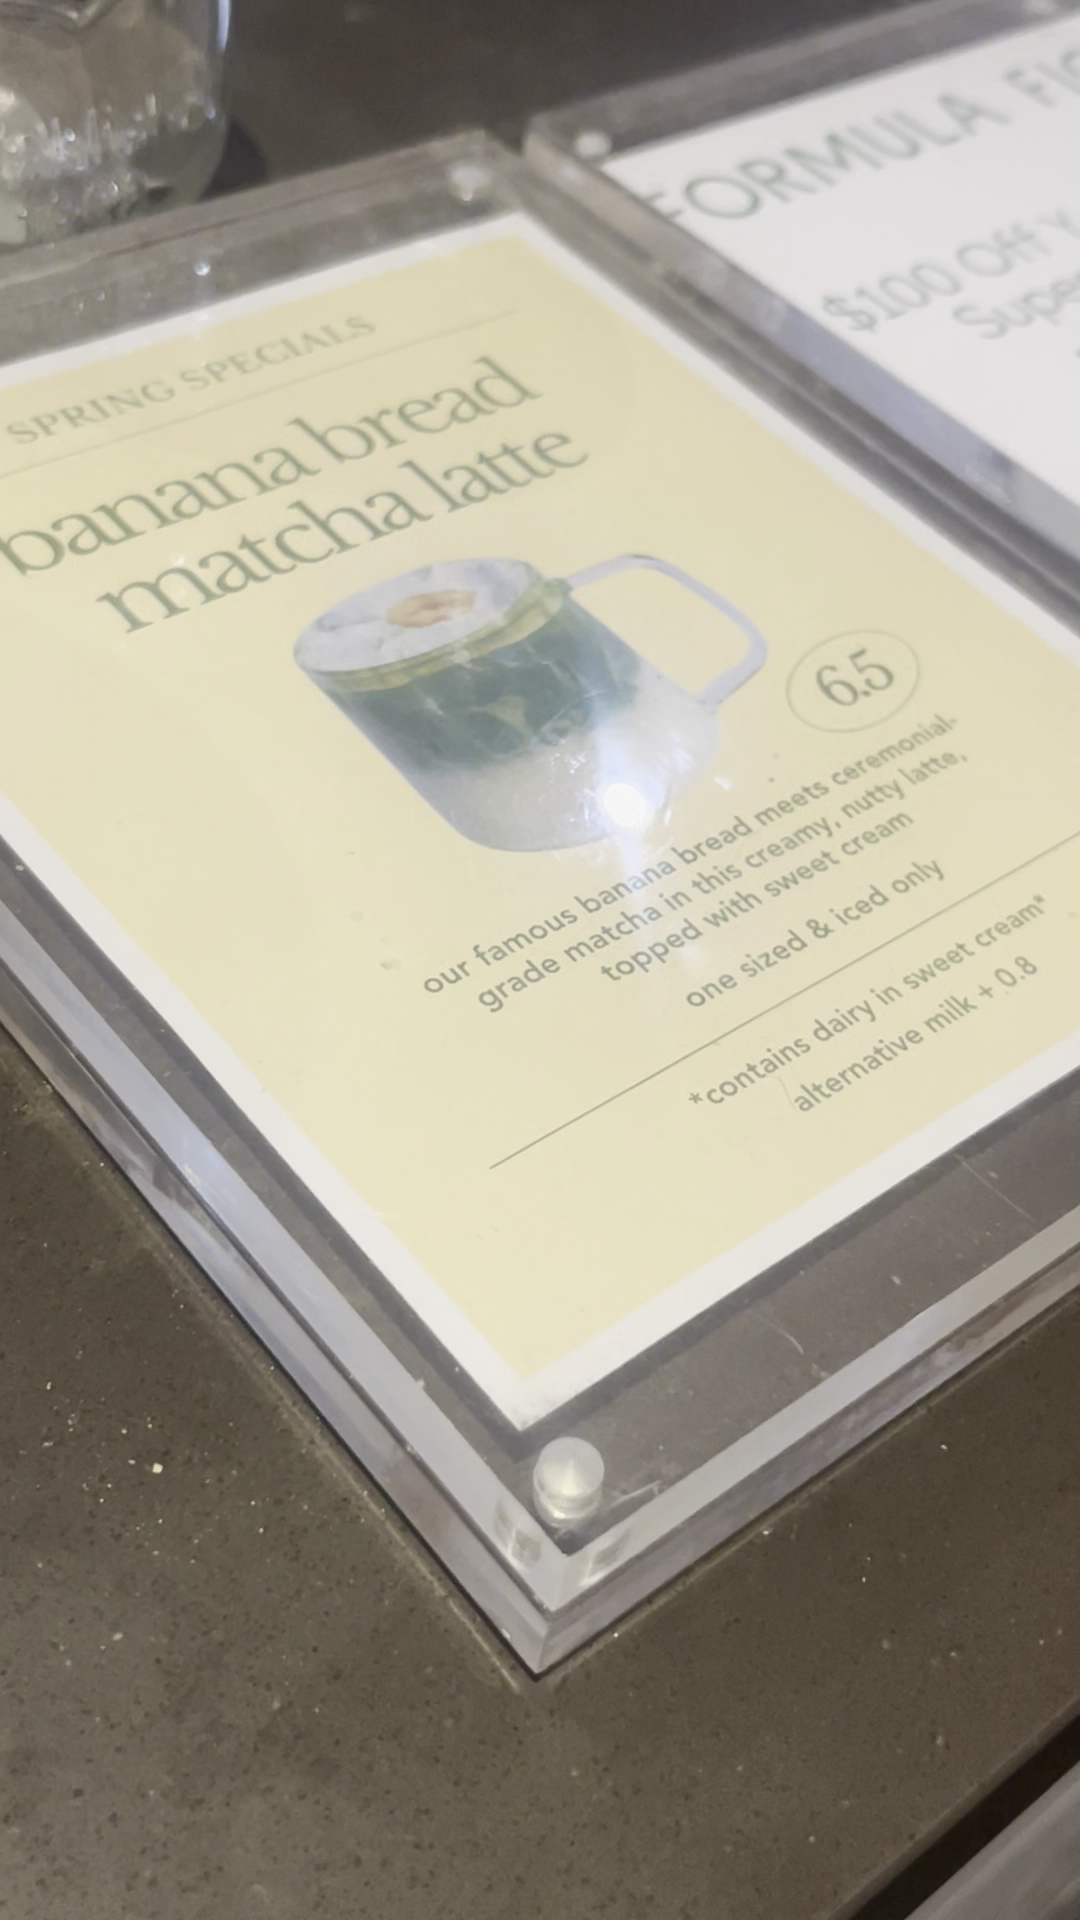 SPRING SPECIALS
banana bread
matcha latte
6.5
our famous banana bread meets ceremonial-
grade matcha in this creamy, nutty latte,
topped with sweet cream
one sized & iced only
*contains dairy in sweet cream*
alternative milk + 0.8
FORMULA
$100 Off